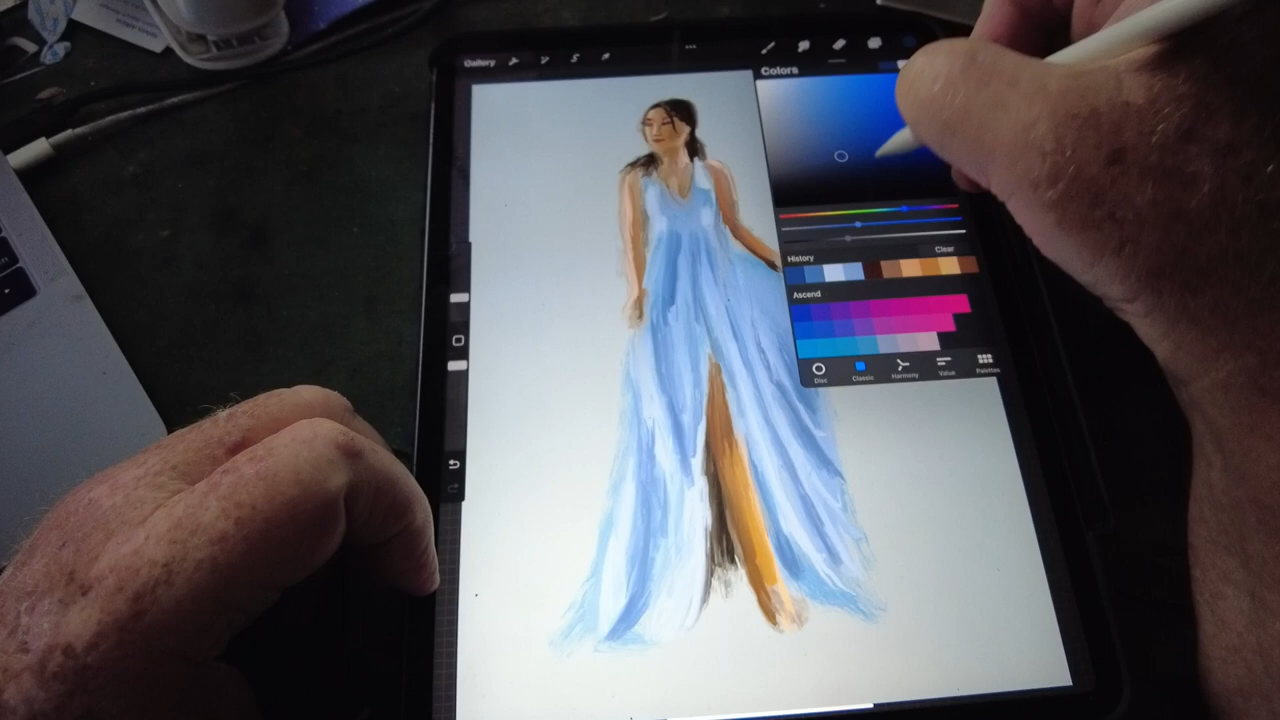 Gallery
Colors
Clear
History
Ascend
Disc
Classic
Harmony
Value
Palettes